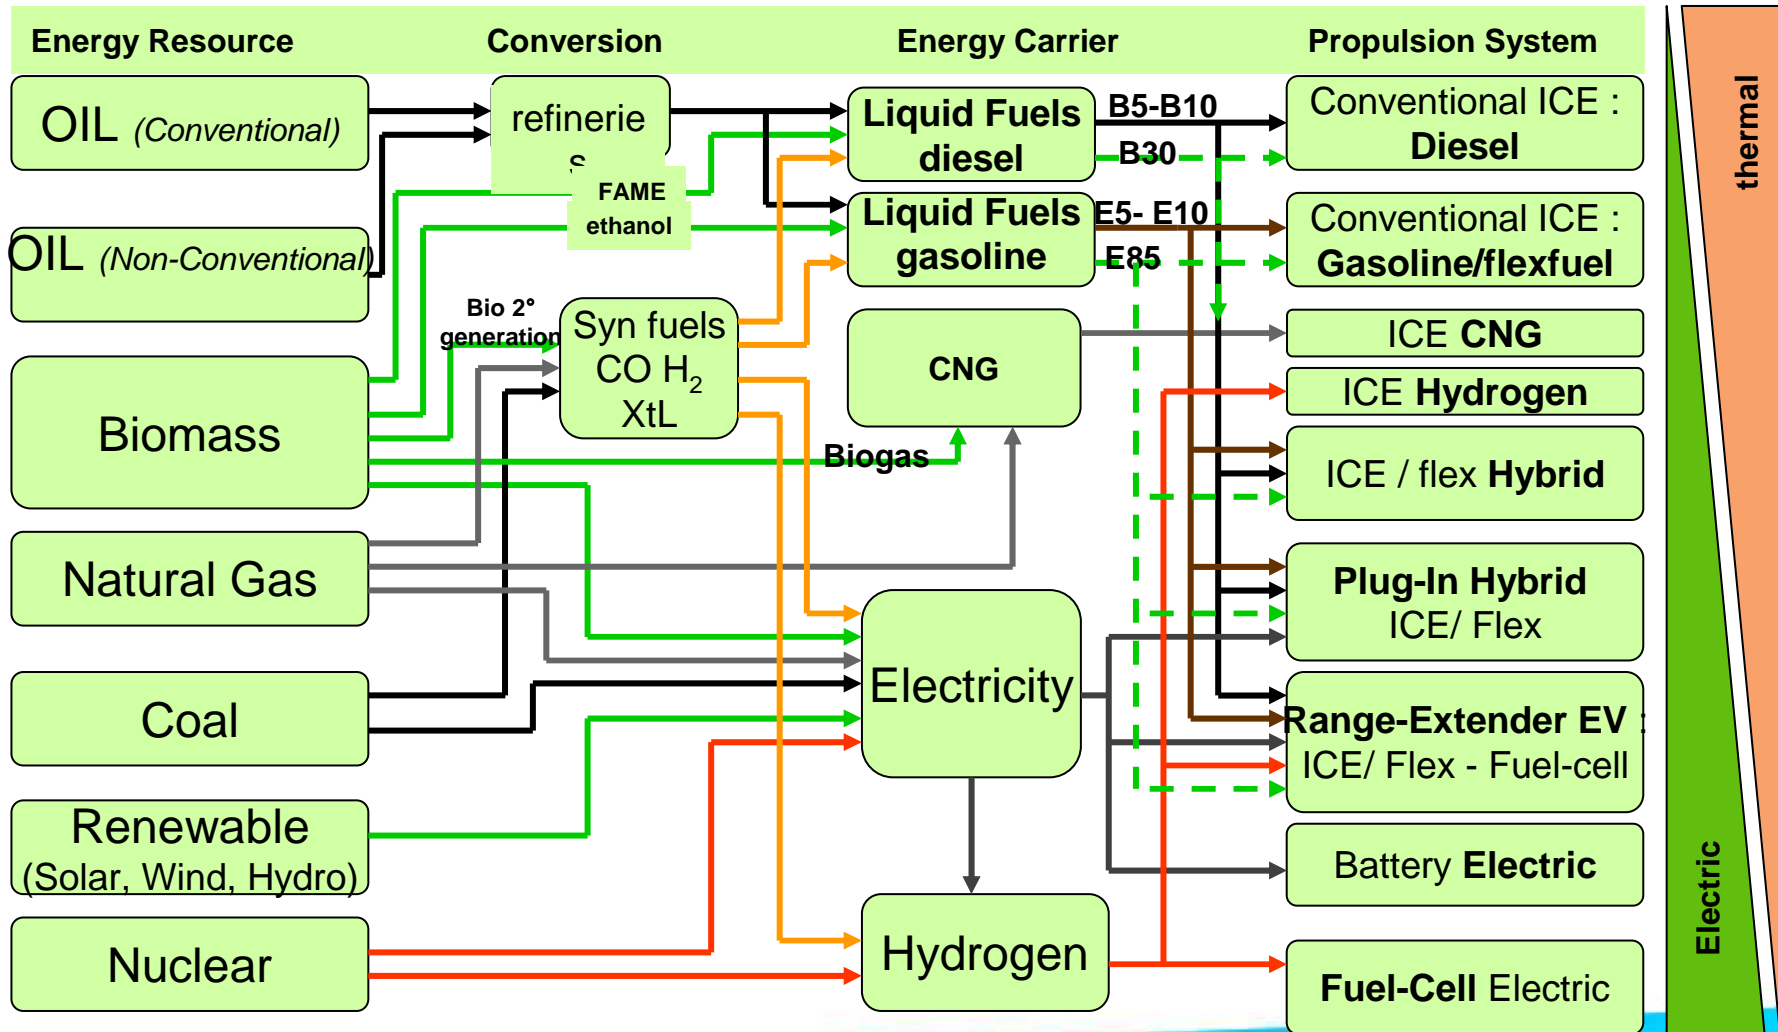 Energy Resource
Conversion
Energy Carrier
Propulsion System
OIL (Conventional)
OIL (Non-Conventional)
Biomass
Natural Gas
Coal
Renewable
(Solar, Wind, Hydro)
Nuclear
refinerie
s
FAME
ethanol
Bio 2°
generation
Syn fuels
CO H2
XtL
Biogas
Liquid Fuels
diesel
Liquid Fuels
gasoline
CNG
Electricity
Hydrogen
B5-B10
B30
E5- E10
E85
Conventional ICE :
Diesel
Conventional ICE :
Gasoline/flexfuel
ICE CNG
ICE Hydrogen
ICE / flex Hybrid
Plug-In Hybrid
ICE/ Flex
Range-Extender EV :
ICE/ Flex - Fuel-cell
Battery Electric
Fuel-Cell Electric
thermal
Electric